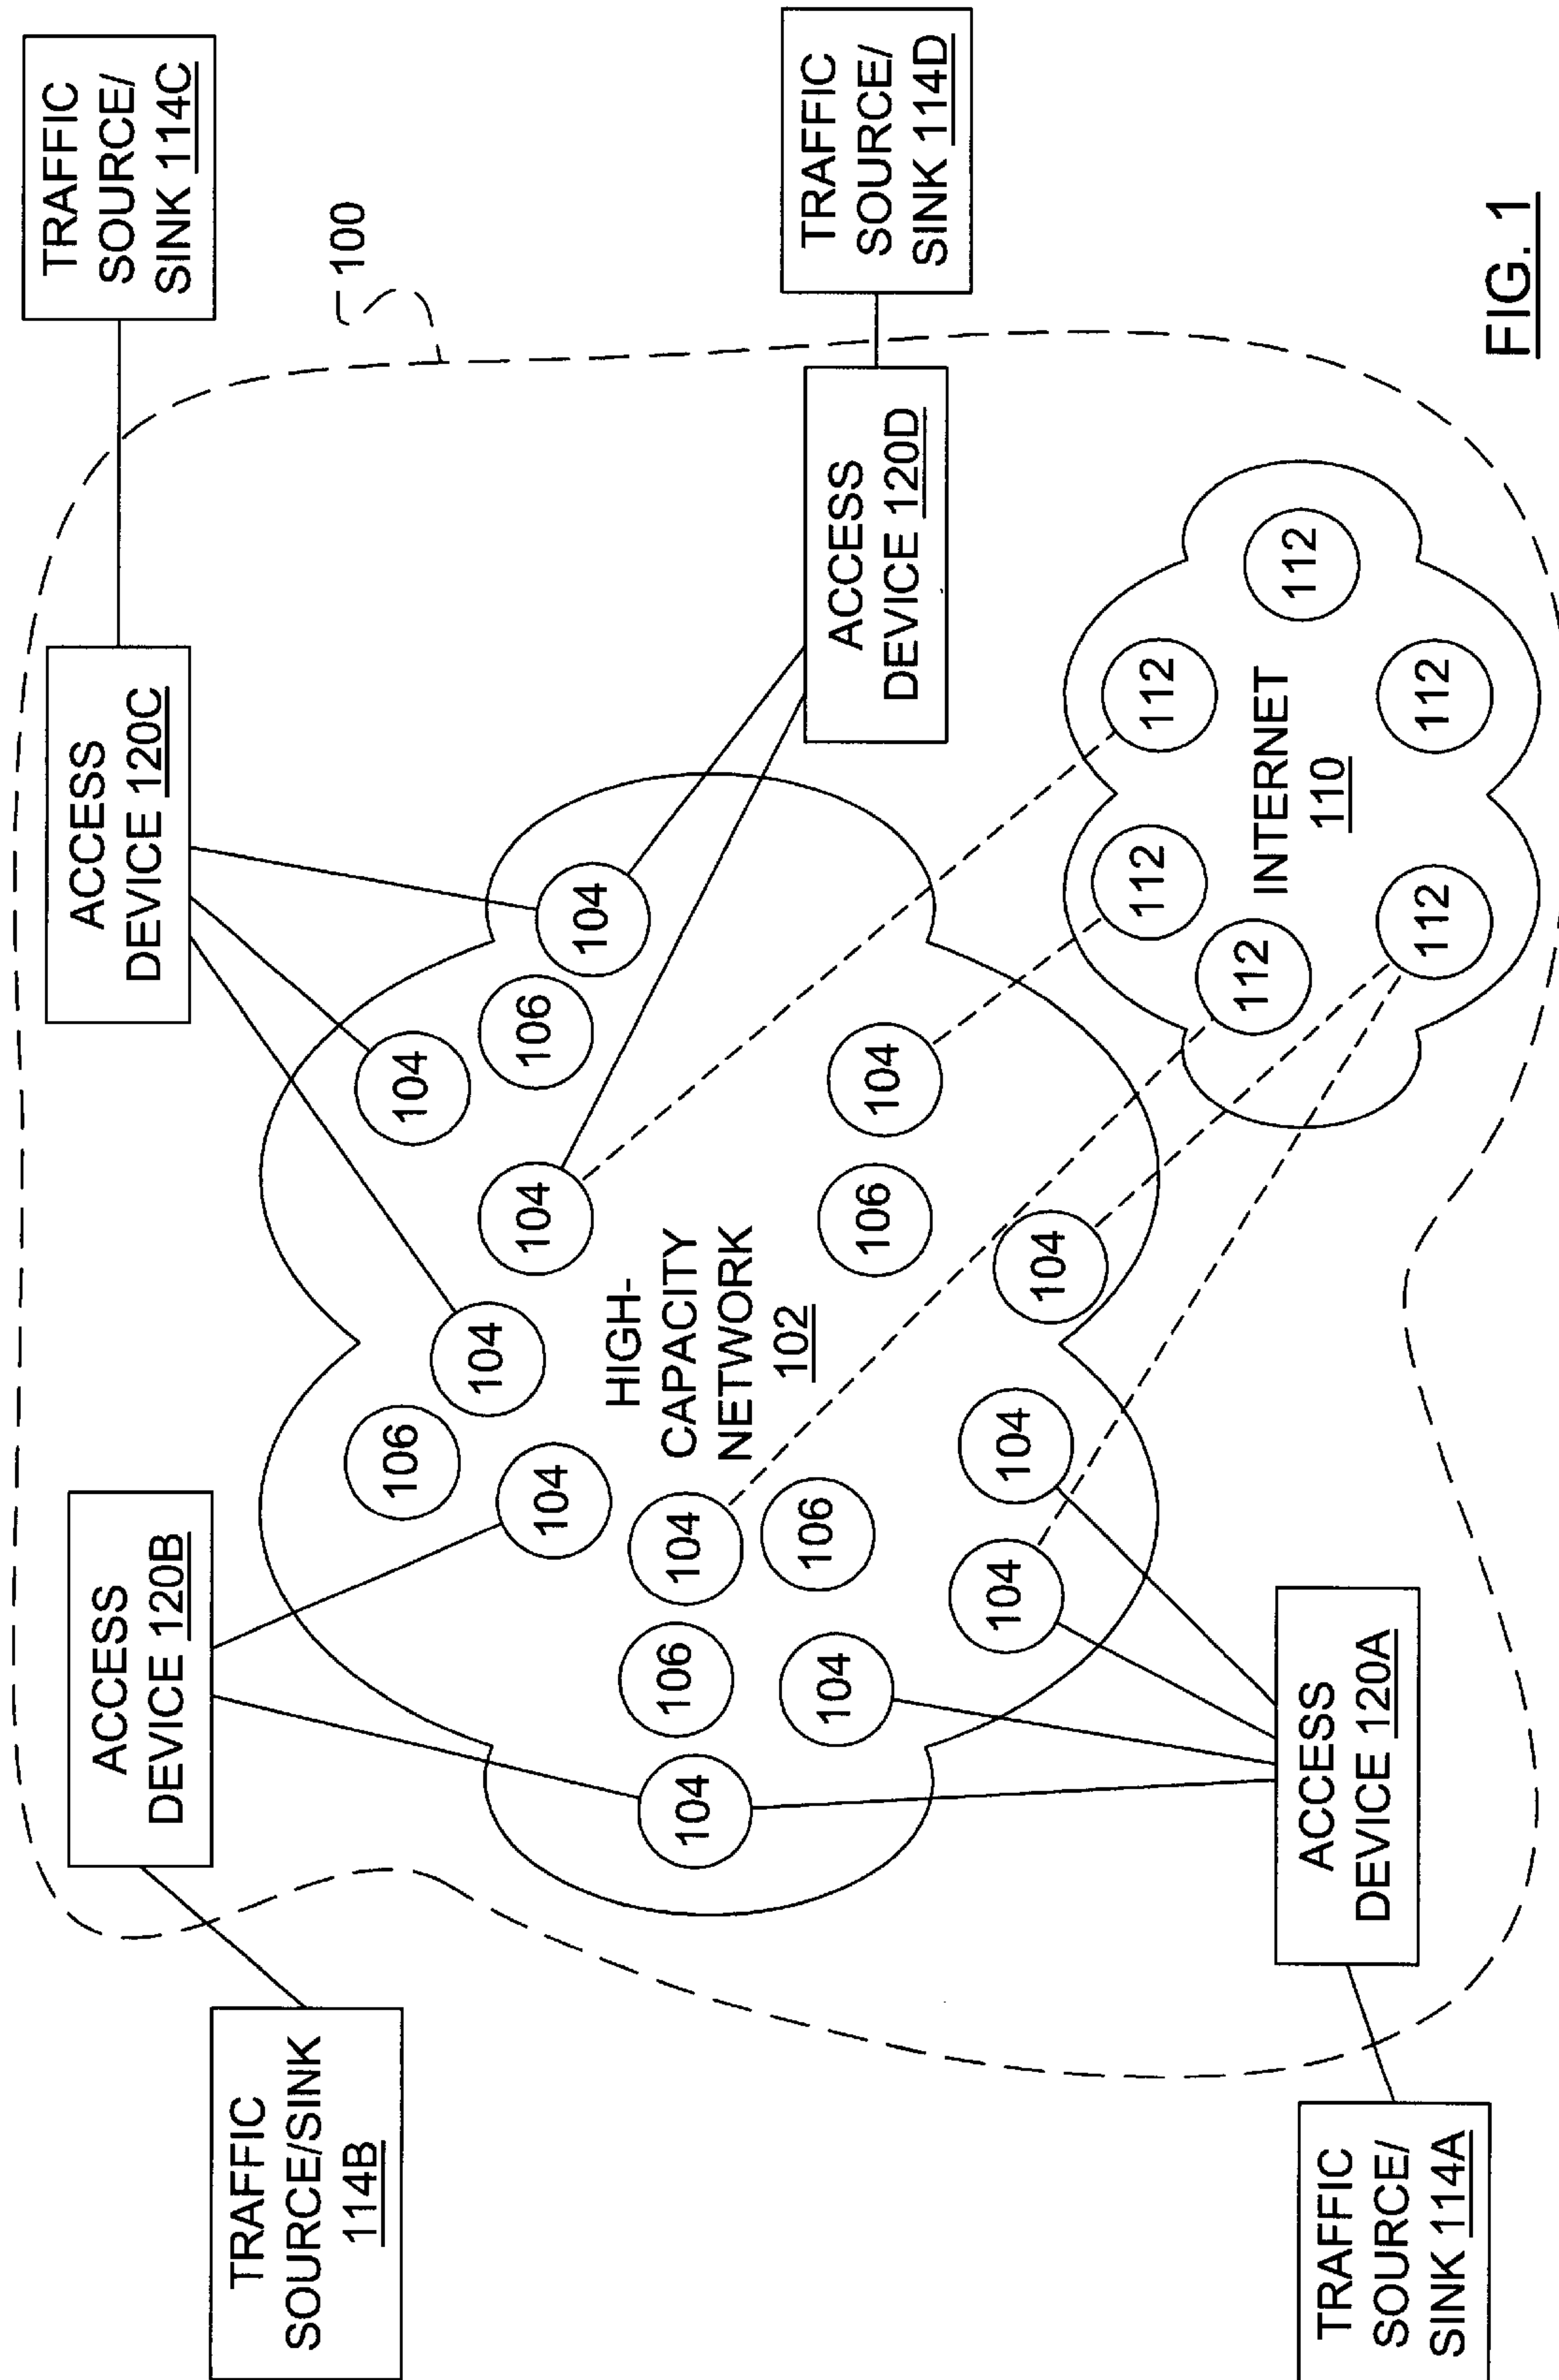 TRAFFIC
SOURCE/
SINK 114C
ACCESS
DEVICE 120B
ACCESS
DEVICE 120C
TRAFFIC
SOURCE/SINK
114B
100
106
104
104
104
106
104
104
HIGH-
CAPACITY
NETWORK
102
106
104
104
106
104
106
104
104
104
104
ACCESS
DEVICE 120D
TRAFFIC
SOURCE/
SINK 114D
112
112
112
INTERNET
110
112
112
112
ACCESS
DEVICE 120A
TRAFFIC
SOURCE/
SINK 114A
FIG. 1